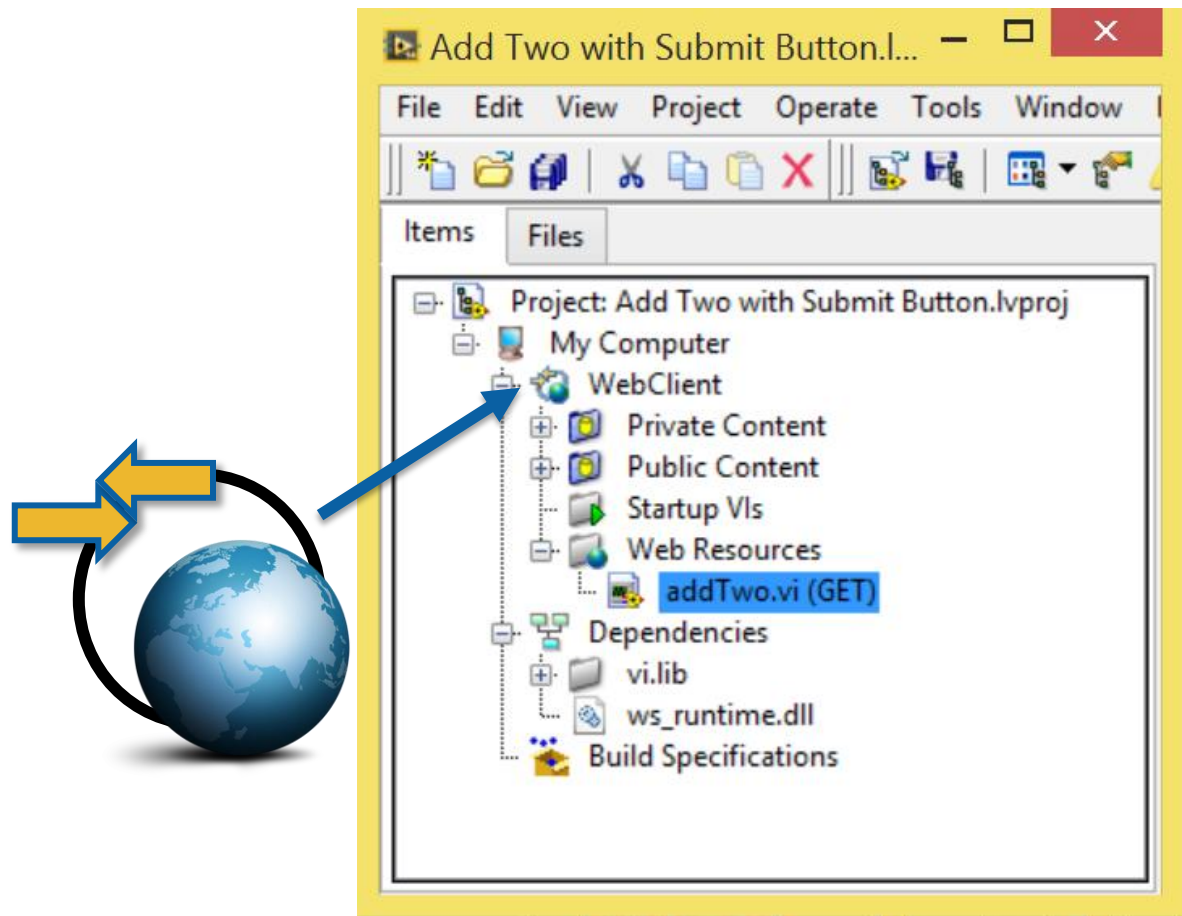 Add Two with Submit Button.l...
File Edit View Project Operate Tools Window
Items Files
Project: Add Two with Submit Button.lvproj
My Computer
WebClient
Private Content
Public Content
Startup VIs
Web Resources
addTwo.vi (GET)
Dependencies
vi.lib
ws_runtime.dll
Build Specifications